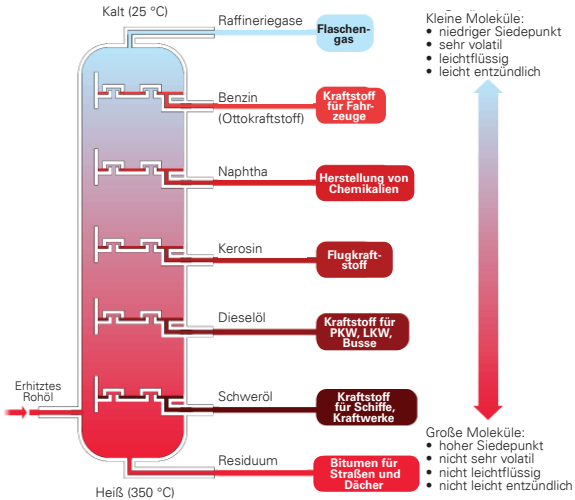 Kalt (25 °C)
Raffineriegase
Flaschen-
gas
Benzin
(Ottokraftstoff)
Kraftstoff
für Fahr-
zeuge
Naphtha
Herstellung von
Chemikalien
Kerosin
Flugkraft-
stoff
Dieselöl
Kraftstoff für
PKW, LKW,
Busse
Schweröl
Kraftstoff
für Schiffe,
Kraftwerke
Erhitztes
Rohöl
Residuum
Bitumen für
Straßen und
Dächer
Heiß (350 °C)
Kleine Moleküle:
• niedriger Siedepunkt
• sehr volatil
• leichtflüssig
• leicht entzündlich
Große Moleküle:
• hoher Siedepunkt
• nicht sehr volatil
• nicht leichtflüssig
• nicht leicht entzündlich